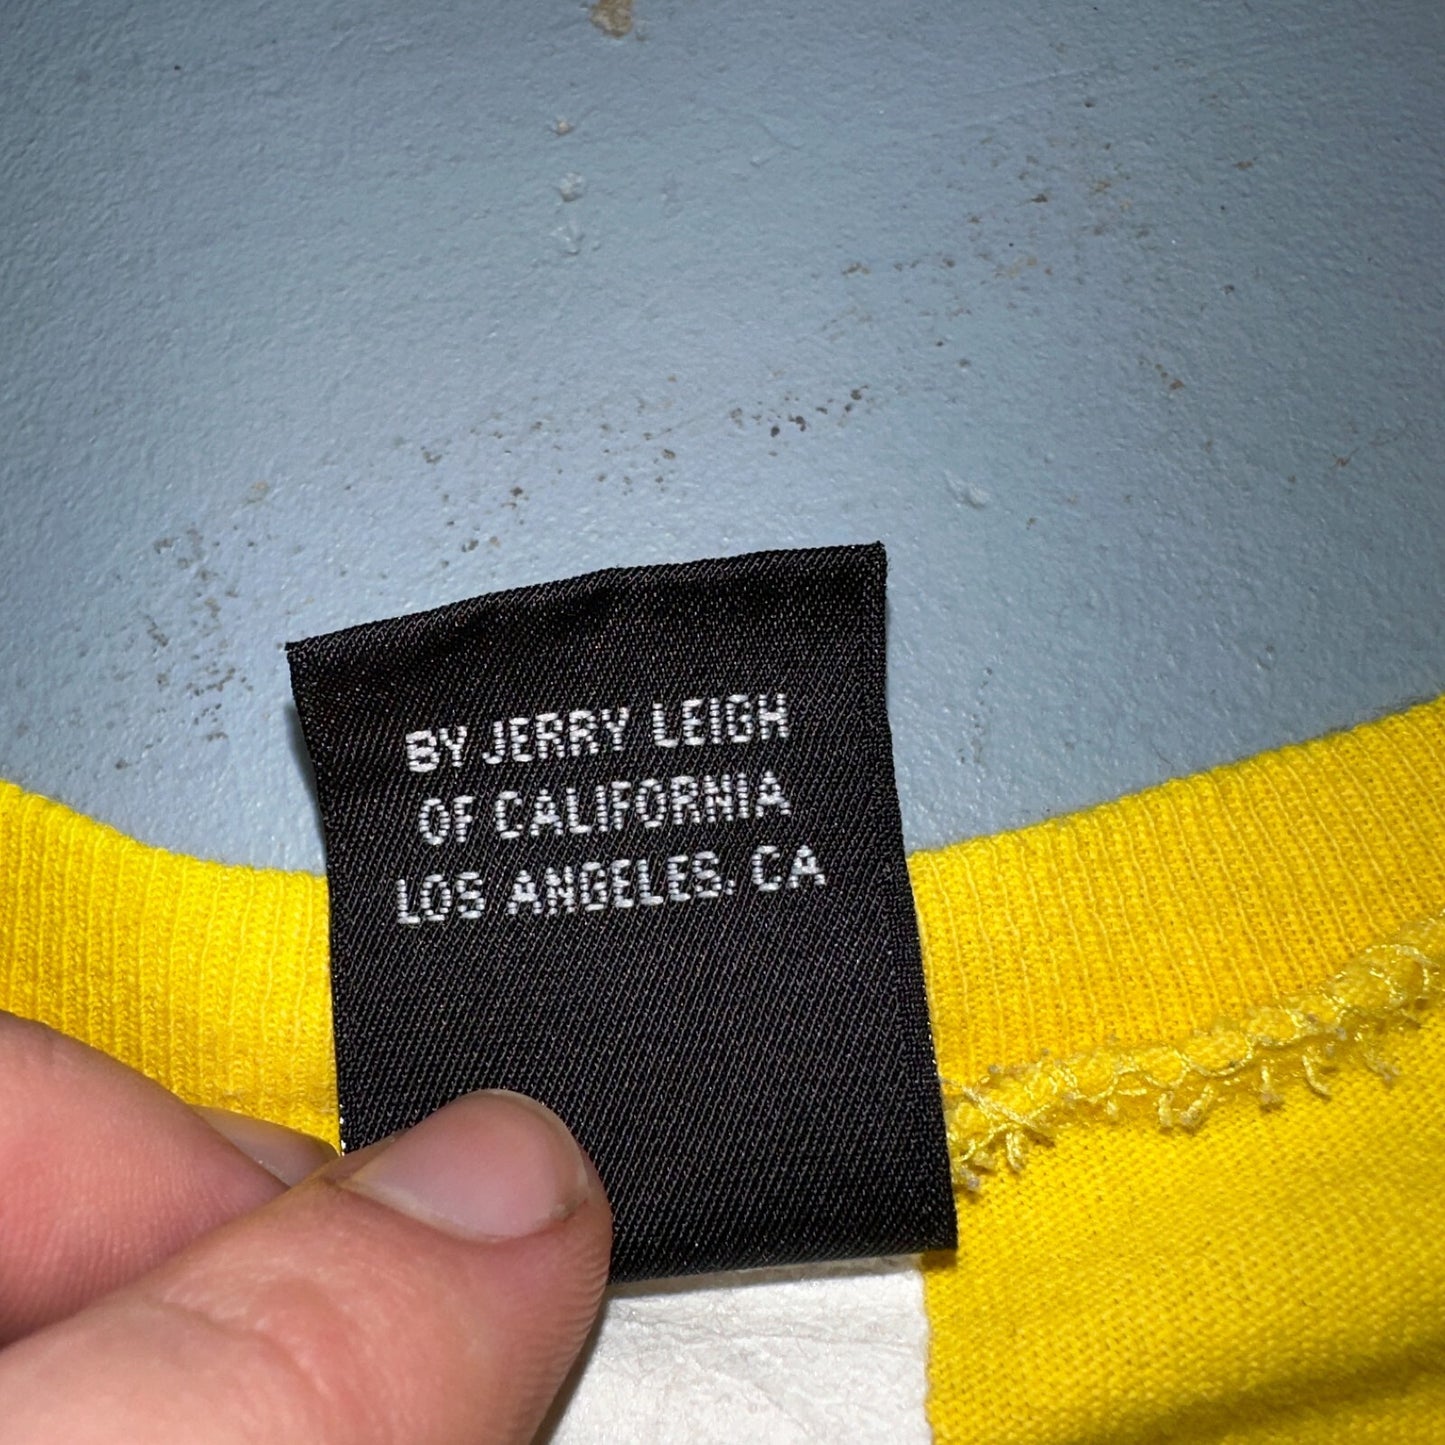 BY JERRY LEIGH
OF CALIFORNIA
LOS ANGELES, CA